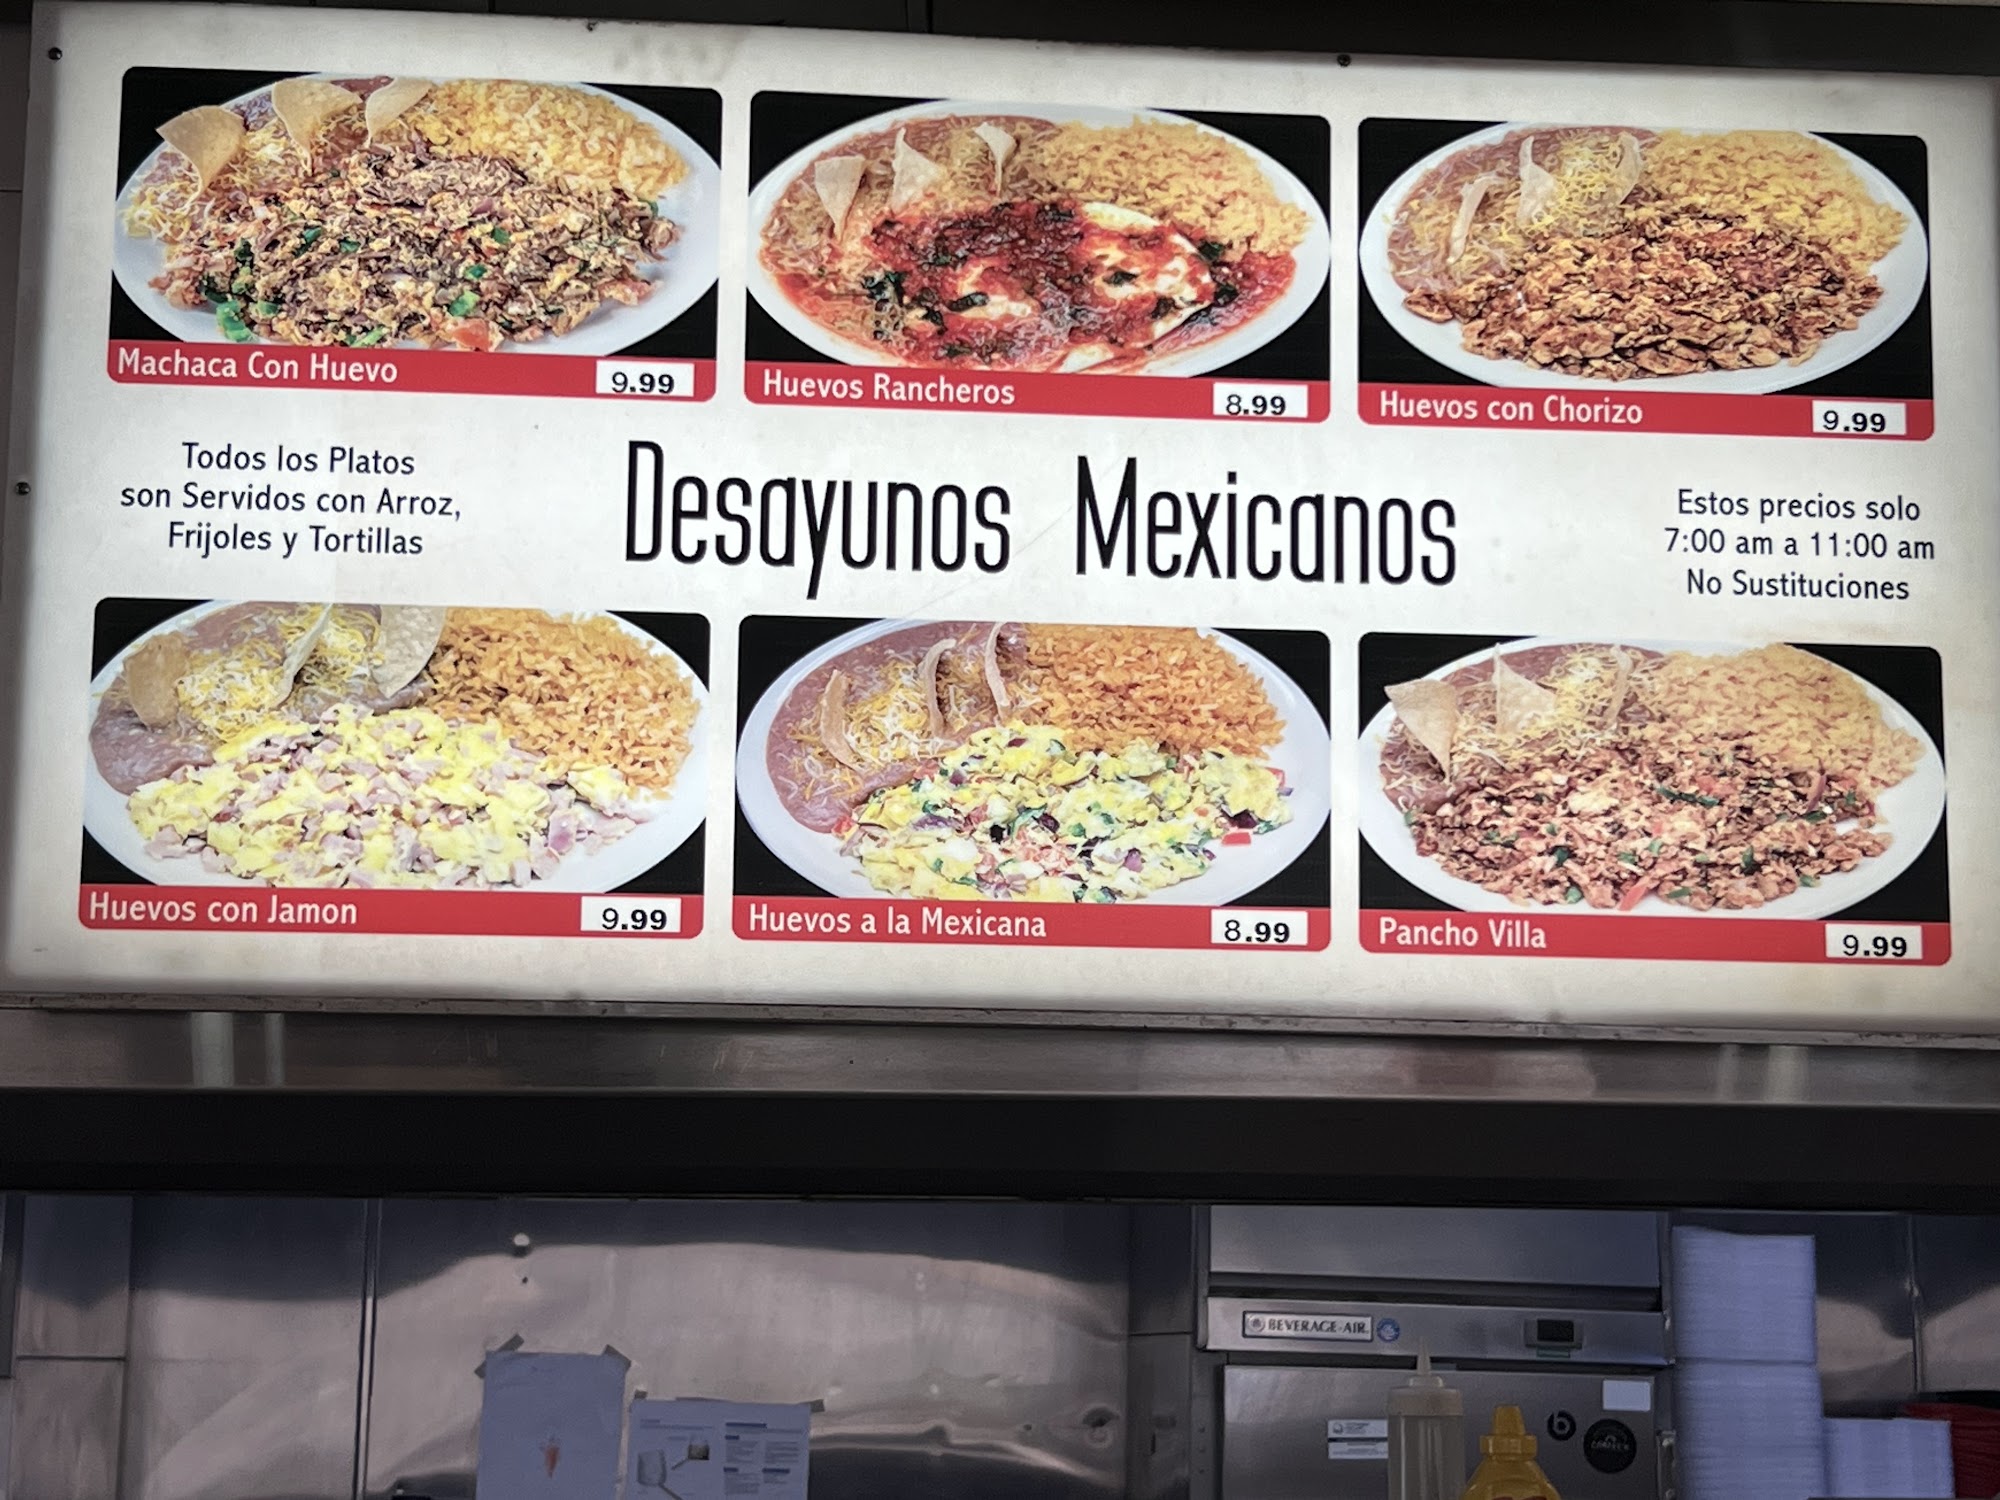 Machaca Con Huevo 9.99
Huevos Rancheros 8.99
Huevos con Chorizo 9.99
Todos los Platos
son Servidos con Arroz,
Frijoles y Tortillas
Desayunos Mexicanos
Estos precios solo
7:00 am a 11:00 am
No Sustituciones
Huevos con Jamon 9.99
Huevos a la Mexicana 8.99
Pancho Villa 9.99
BEVERAGE-AIR